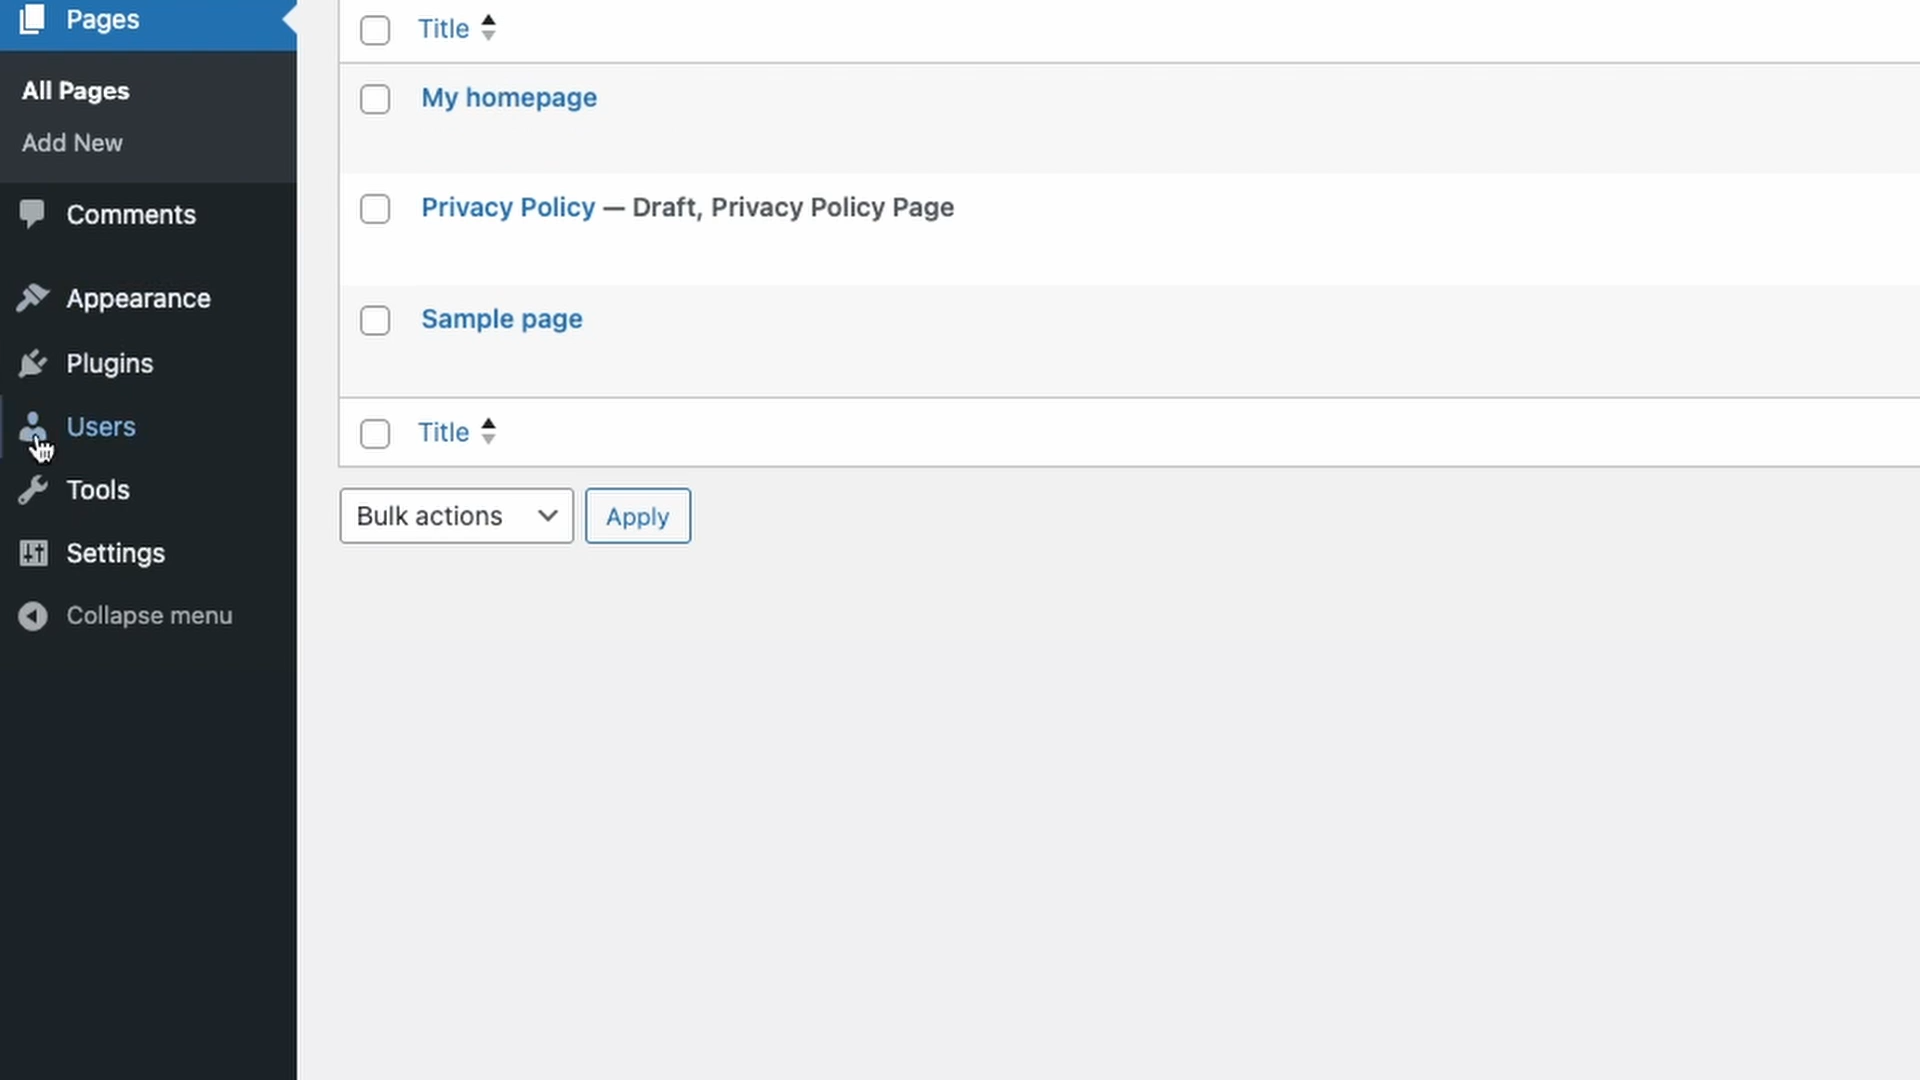 Pages
All Pages
Add New
Comments
Appearance
Plugins
Users
Tools
Settings
Collapse menu
Title
My homepage
Privacy Policy — Draft, Privacy Policy Page
Sample page
Title
Bulk actions
Apply